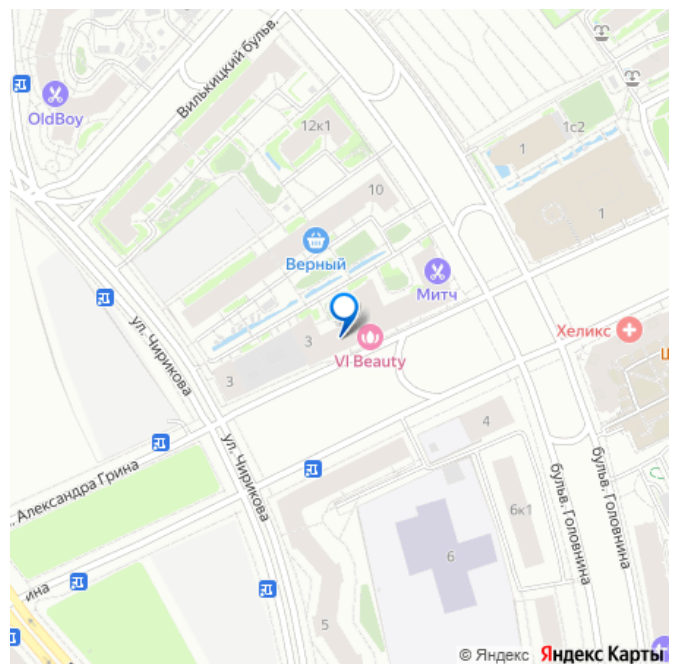 Вилькицкий бульв.
OldBoy
12к1
1с2
1
10
1
Верный
Митч
ул. Чирикова
Хеликс
3
VI Beauty
3
4
ул. Чирикова
. Александра Грина
бульв. Головнина
бульв. Головнина
6к1
6
ина
5
© Яндекс Яндекс Карты